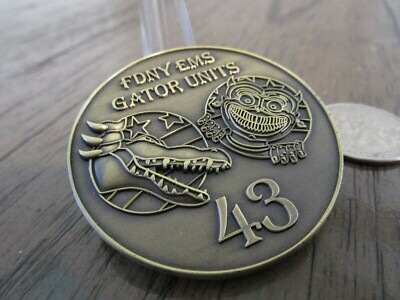 FDNY EMS
GATOR UNITS
43